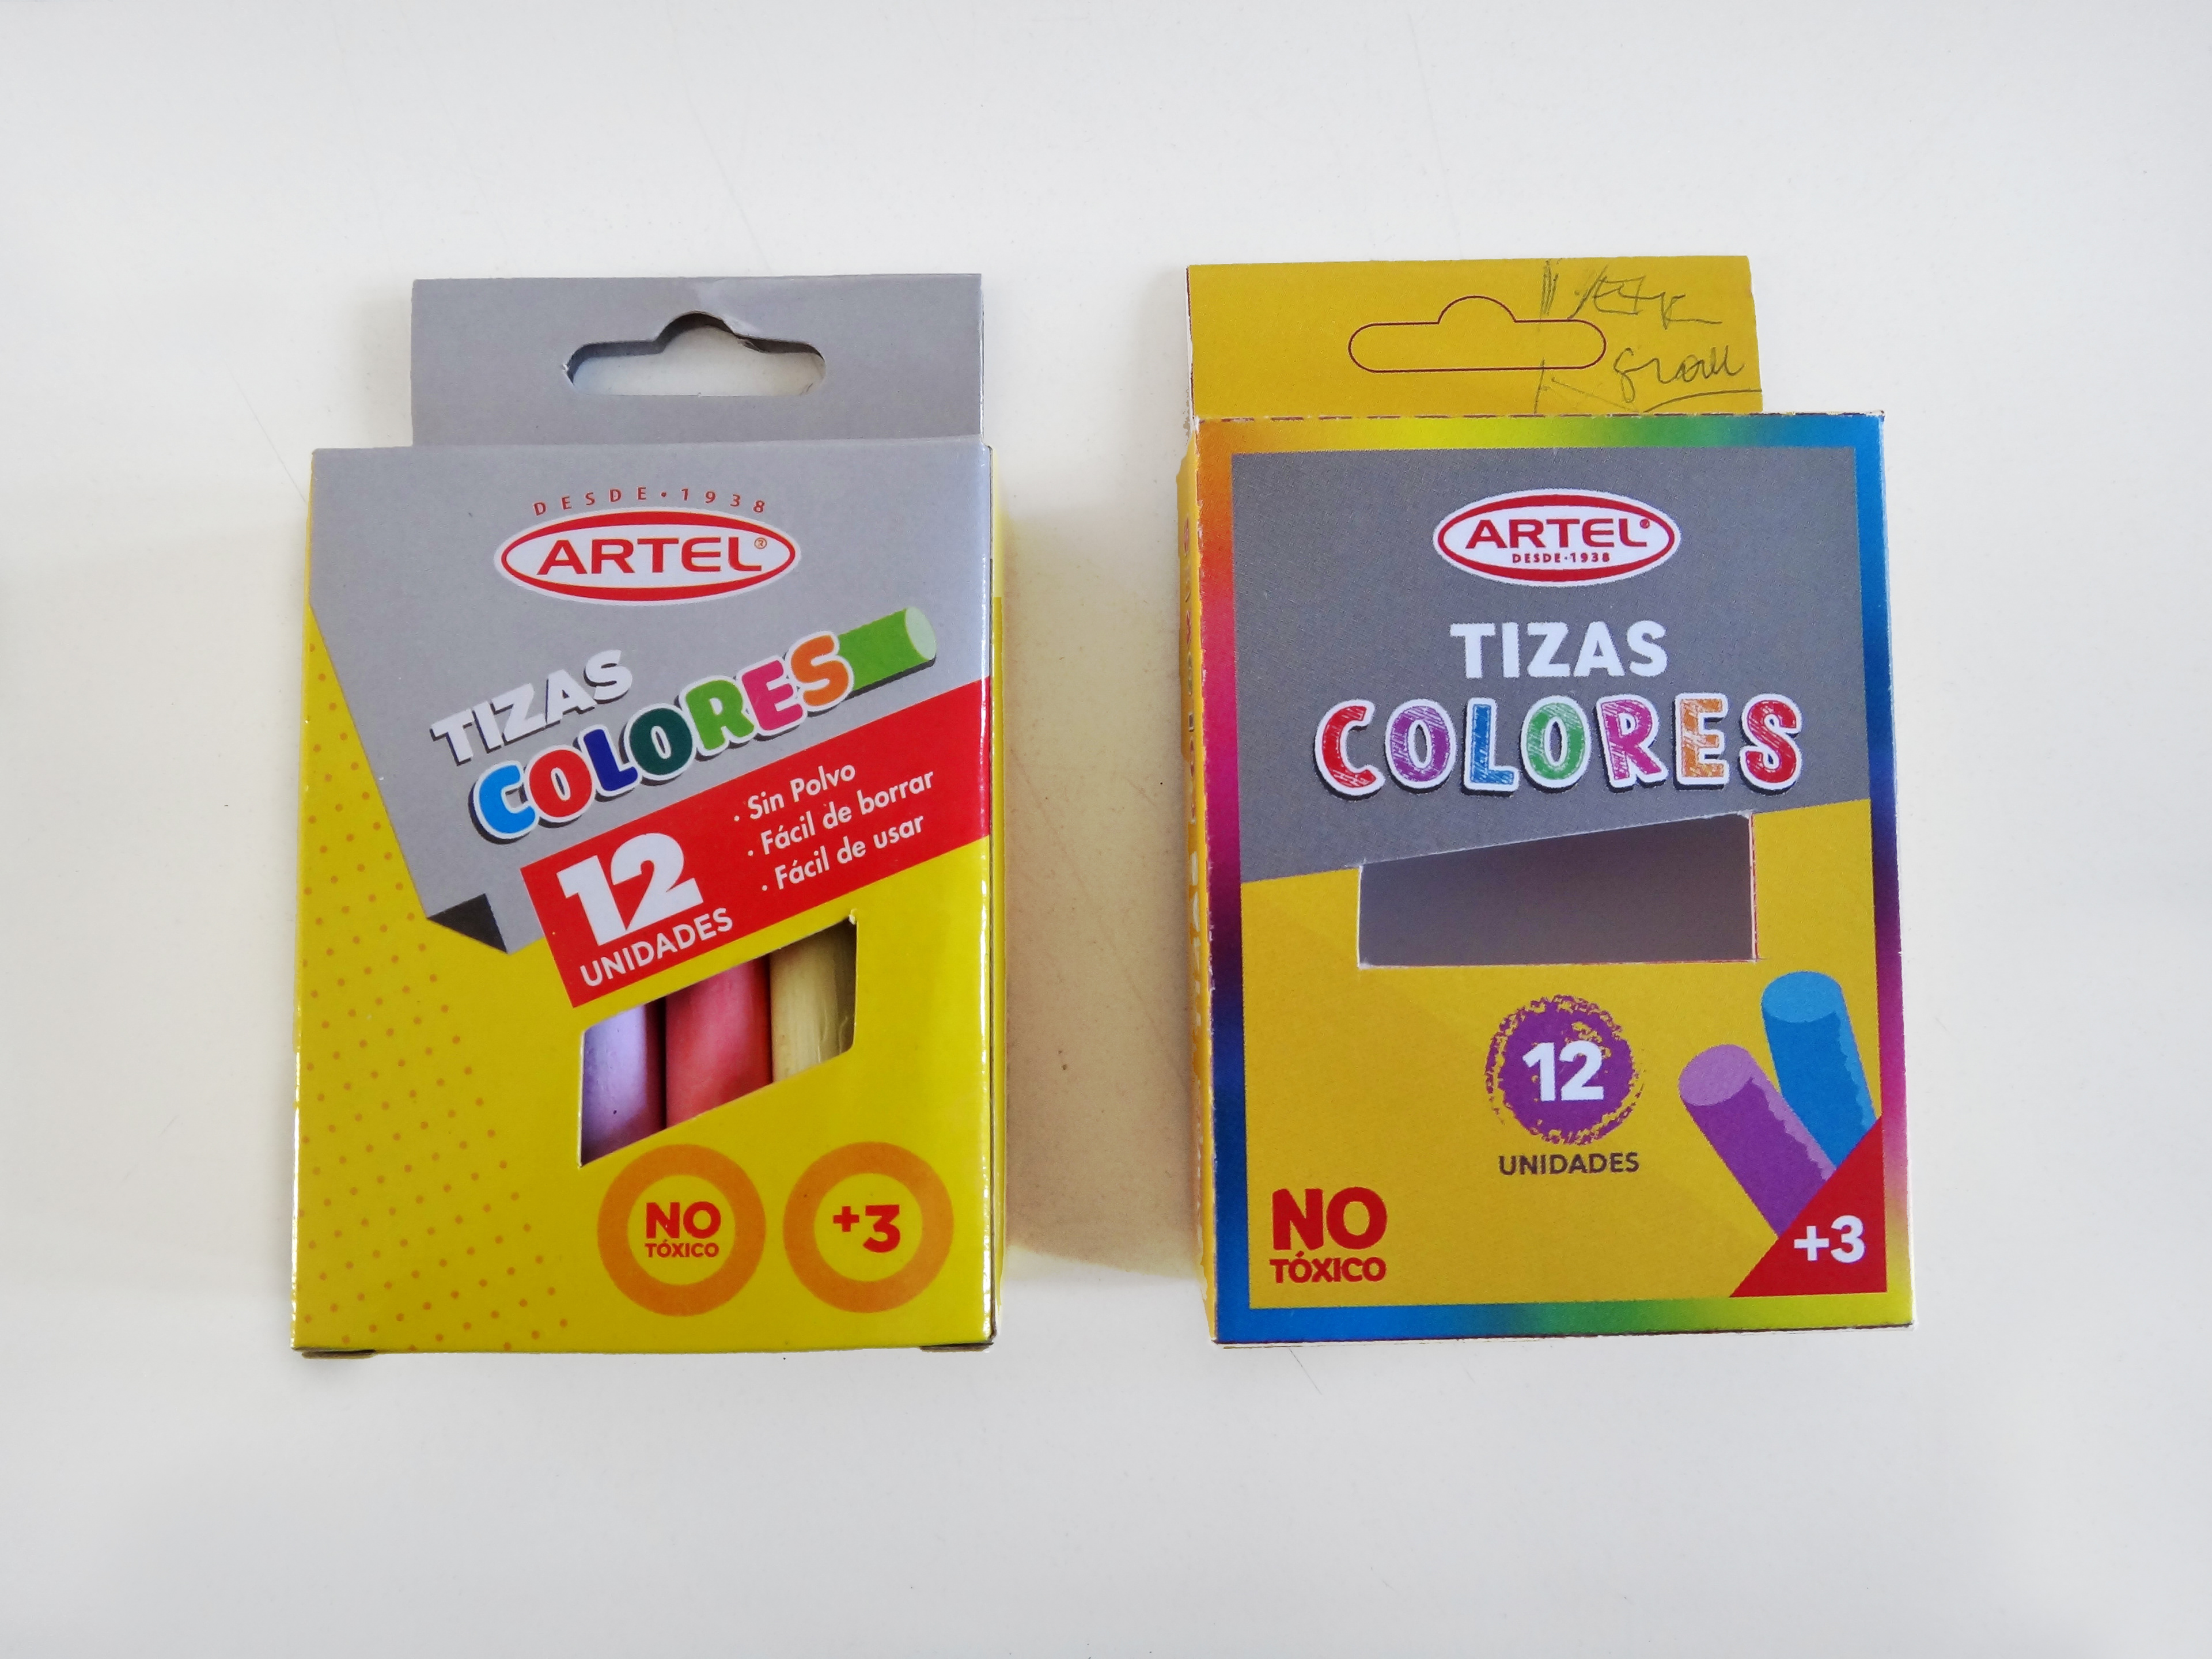 DESDE•1938
ARTEL®
TIZAS
COLORES
12
UNIDADES
· Sin Polvo
· Fácil de borrar
· Fácil de usar
NO
TÓXICO
+3
ARTEL®
DESDE•1938
TIZAS
COLORES
12
UNIDADES
NO
TÓXICO
+3